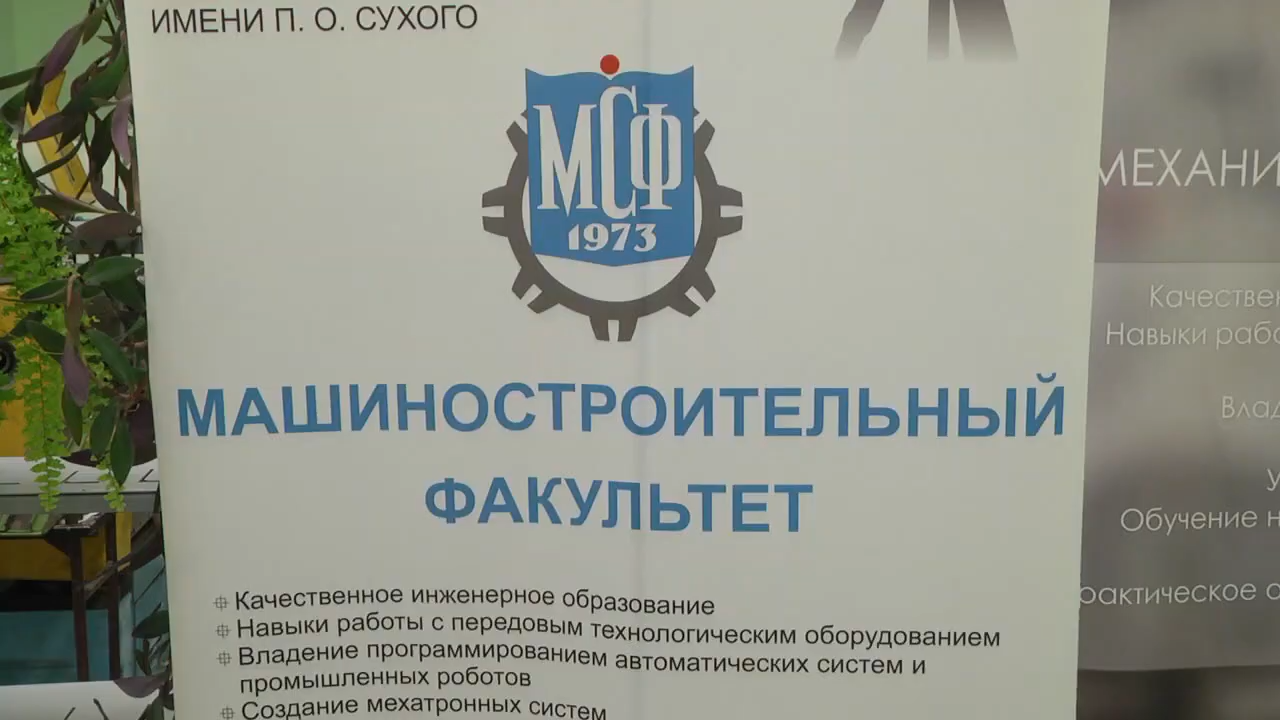 ИМЕНИ П. О. СУХОГО
МСФ
1973
МАШИНОСТРОИТЕЛЬНЫЙ
ФАКУЛЬТЕТ
Качественное инженерное образование
Навыки работы с передовым технологическим оборудованием
Владение программированием автоматических систем и
промышленных роботов
Создание мехатронных систем
МЕХАНИ
Качествен
Навыки рабо
Влад
У
Обучение н
рактическое о